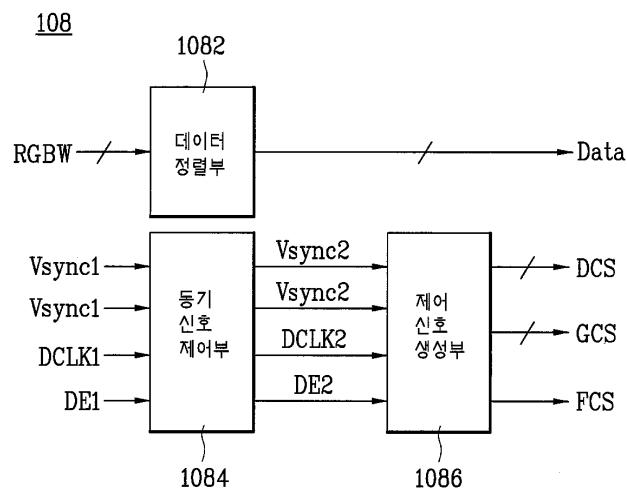 108
1082
RGBW
데이터
정렬부
Data
Vsync1
Vsync1
DCLK1
DE1
동기
신호
제어부
Vsync2
Vsync2
DCLK2
DE2
제어
신호
생성부
DCS
GCS
FCS
1084
1086